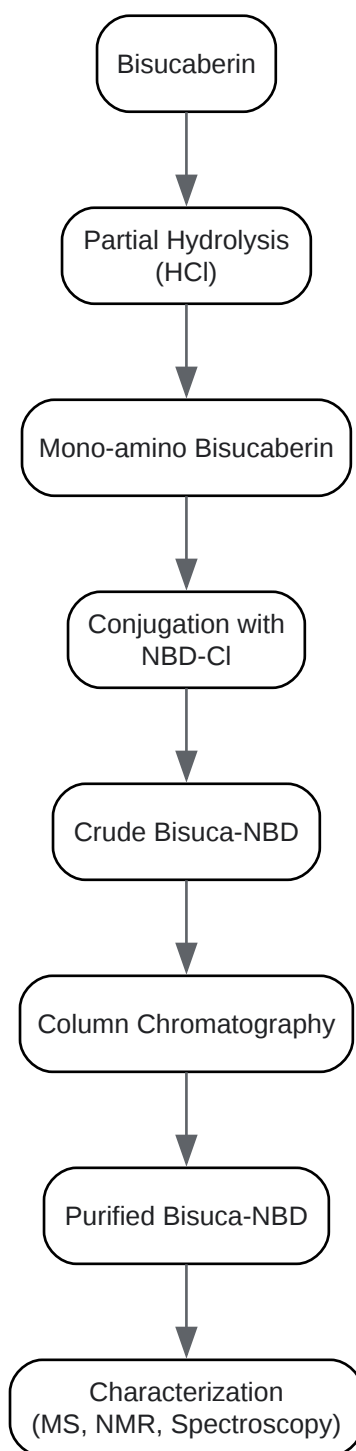 Bisucaberin
Partial Hydrolysis
(HCl)
Mono-amino Bisucaberin
Conjugation with
NBD-Cl
Crude Bisuca-NBD
Column Chromatography
Purified Bisuca-NBD
Characterization
(MS, NMR, Spectroscopy)